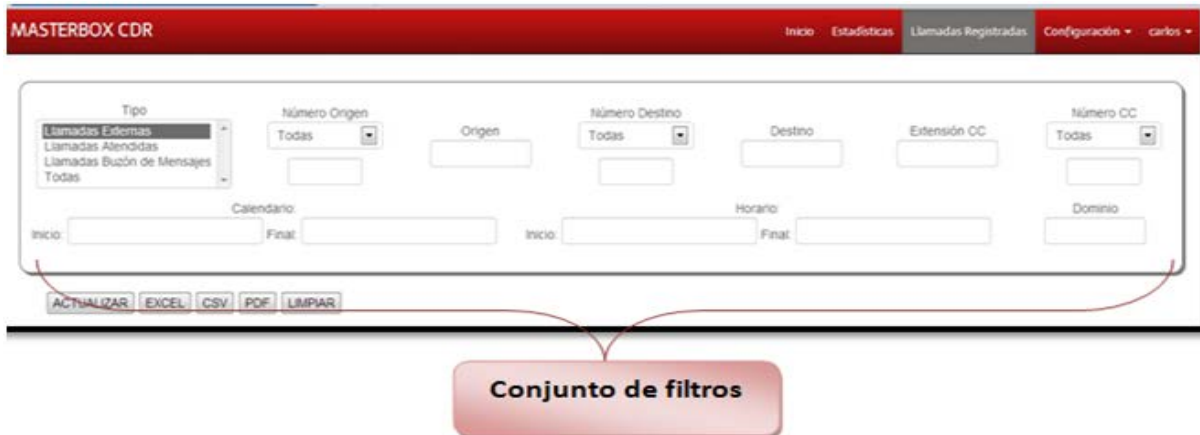 MASTERBOX CDR
Inicio Estadísticas Llamadas Registradas Configuración carlos
Tipo
Llamadas Externas
Llamadas Atendidas
Llamadas Buzón de Mensajes
Todas
Número Origen
Todas
Origen
Número Destino
Todas
Destino
Extensión CC
Número CC
Todas
Calendario:
Inicio: Final:
Horario:
Inicio: Final:
Dominio
ACTUALIZAR EXCEL CSV PDF LIMPIAR
Conjunto de filtros